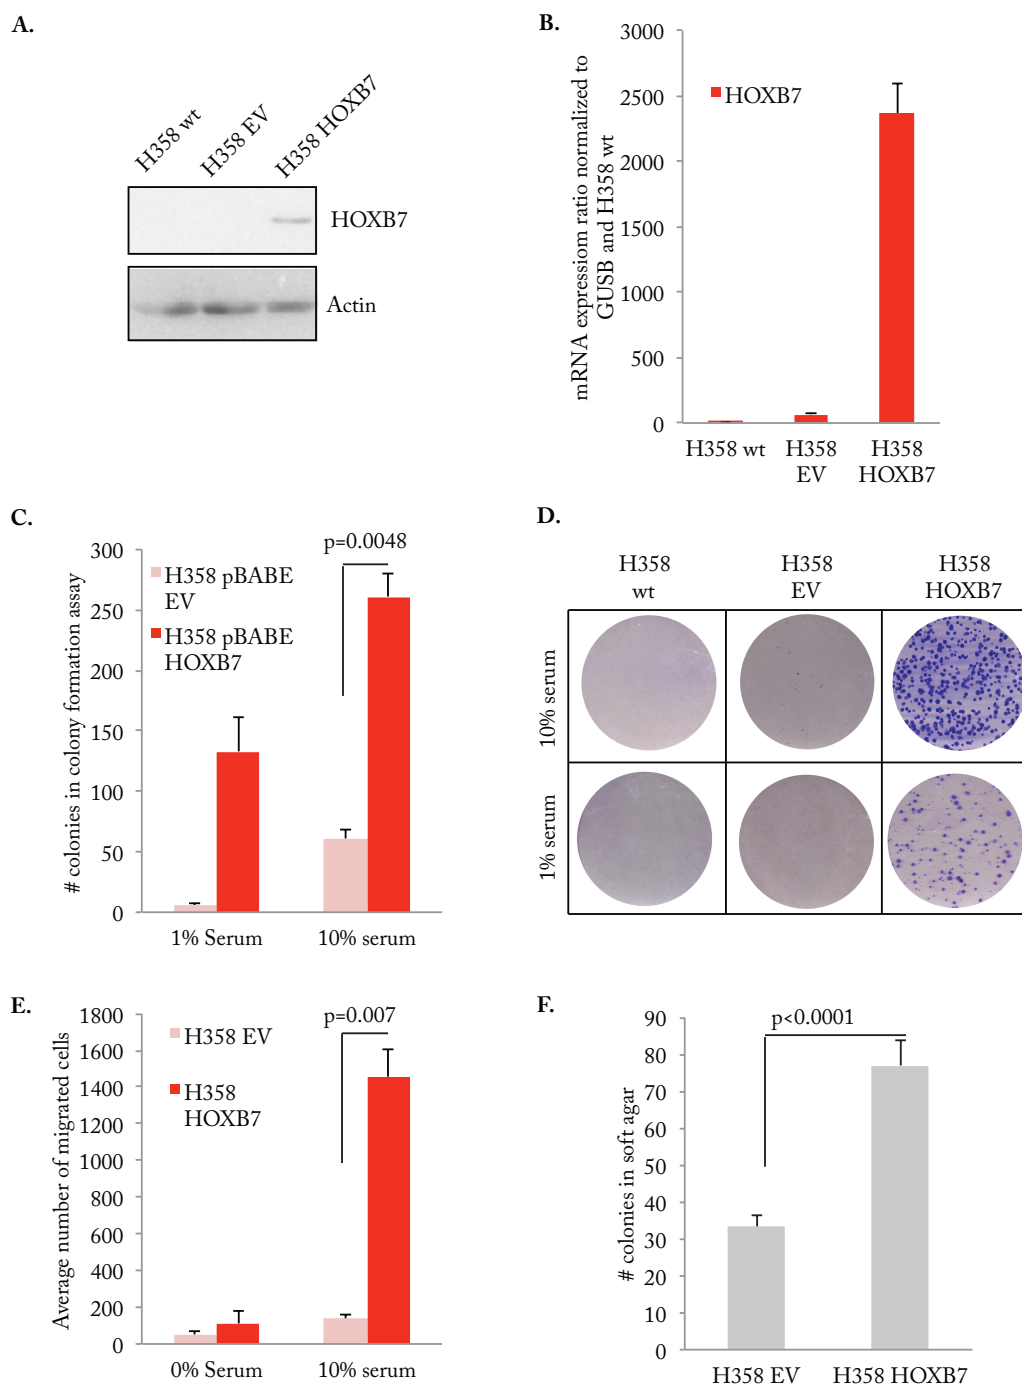 A.
H358 wt
H358 EV
H358 HOXB7
HOXB7
Actin
B.
mRNA expressiom ratio normalized to
GUSB and H358 wt
3000
2500
2000
1500
1000
500
0
HOXB7
H358 wt
H358
EV
H358
HOXB7
C.
# colonies in colony formation assay
300
250
200
150
100
50
0
H358 pBABE
EV
H358 pBABE
HOXB7
p=0.0048
1% Serum
10% serum
D.
H358
wt
H358
EV
H358
HOXB7
10% serum
1% serum
E.
Average number of migrated cells
1800
1600
1400
1200
1000
800
600
400
200
0
H358 EV
H358
HOXB7
p=0.007
0% Serum
10% serum
F.
# colonies in soft agar
90
80
70
60
50
40
30
20
10
0
p<0.0001
H358 EV
H358 HOXB7